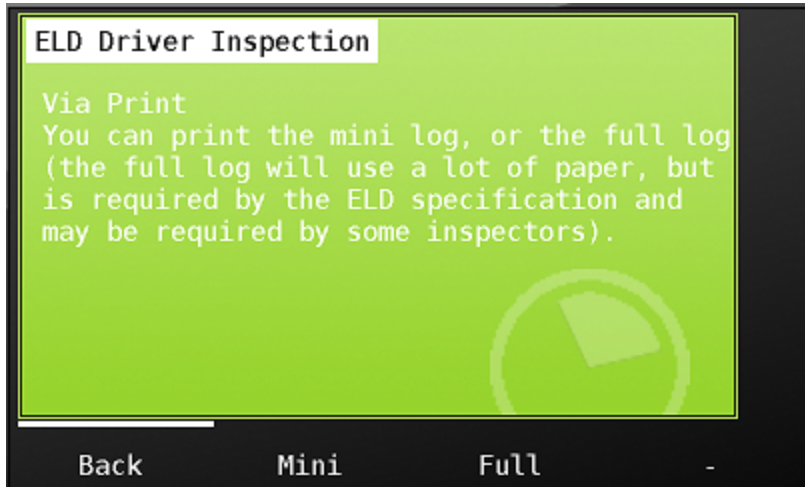 ELD Driver Inspection
Via Print
You can print the mini log, or the full log
(the full log will use a lot of paper, but
is required by the ELD specification and
may be required by some inspectors).
Back Mini Full -